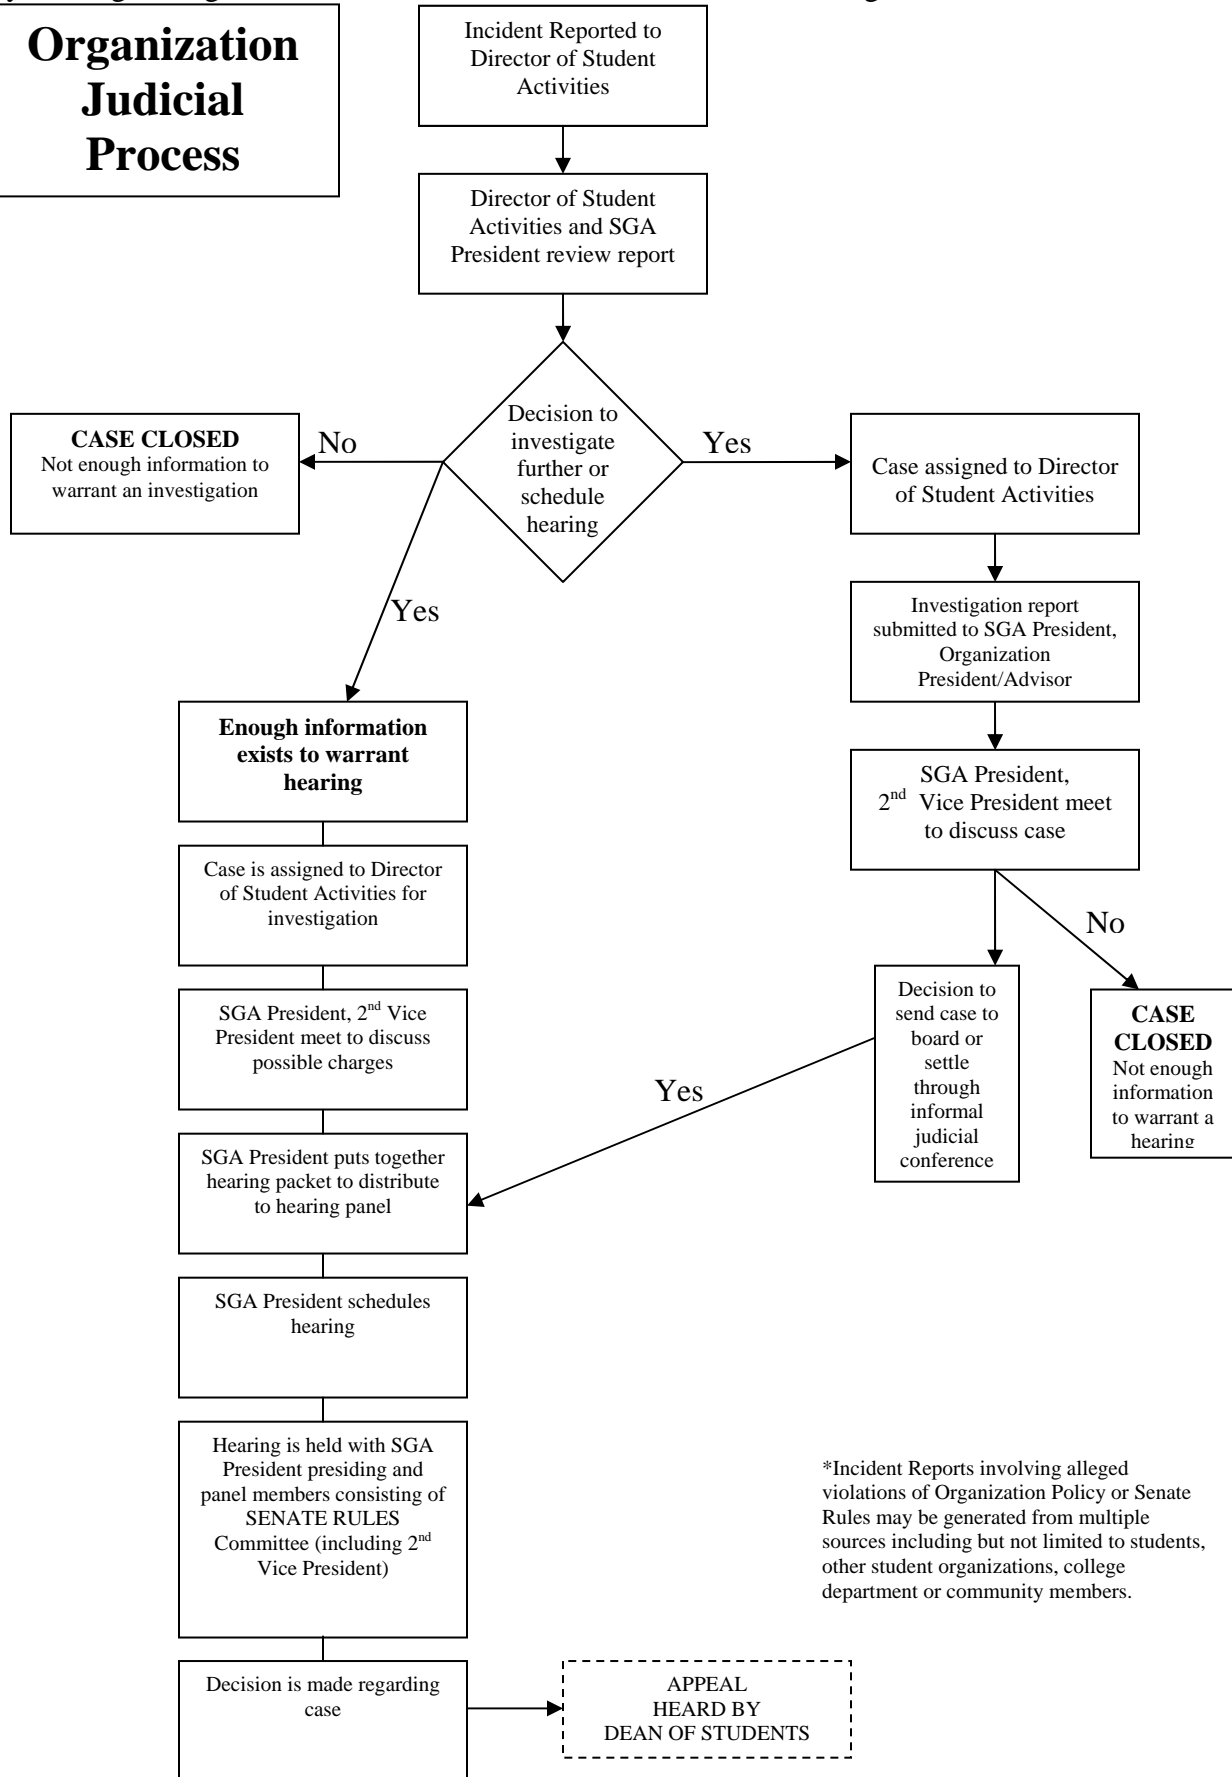 Organization
Judicial
Process
Incident Reported to
Director of Student
Activities
Director of Student
Activities and SGA
President review report
Decision to
investigate
further or
schedule
hearing
No
Yes
Yes
CASE CLOSED
Not enough information to
warrant an investigation
Case assigned to Director
of Student Activities
Investigation report
submitted to SGA President,
Organization
President/Advisor
SGA President,
2nd Vice President meet
to discuss case
No
Decision to
send case to
board or
settle
through
informal
judicial
conference
CASE
CLOSED
Not enough
information
to warrant a
hearing
Yes
Enough information
exists to warrant
hearing
Case is assigned to Director
of Student Activities for
investigation
SGA President, 2nd Vice
President meet to discuss
possible charges
SGA President puts together
hearing packet to distribute
to hearing panel
SGA President schedules
hearing
Hearing is held with SGA
President presiding and
panel members consisting of
SENATE RULES
Committee (including 2nd
Vice President)
*Incident Reports involving alleged
violations of Organization Policy or Senate
Rules may be generated from multiple
sources including but not limited to students,
other student organizations, college
department or community members.
Decision is made regarding
case
APPEAL
HEARD BY
DEAN OF STUDENTS